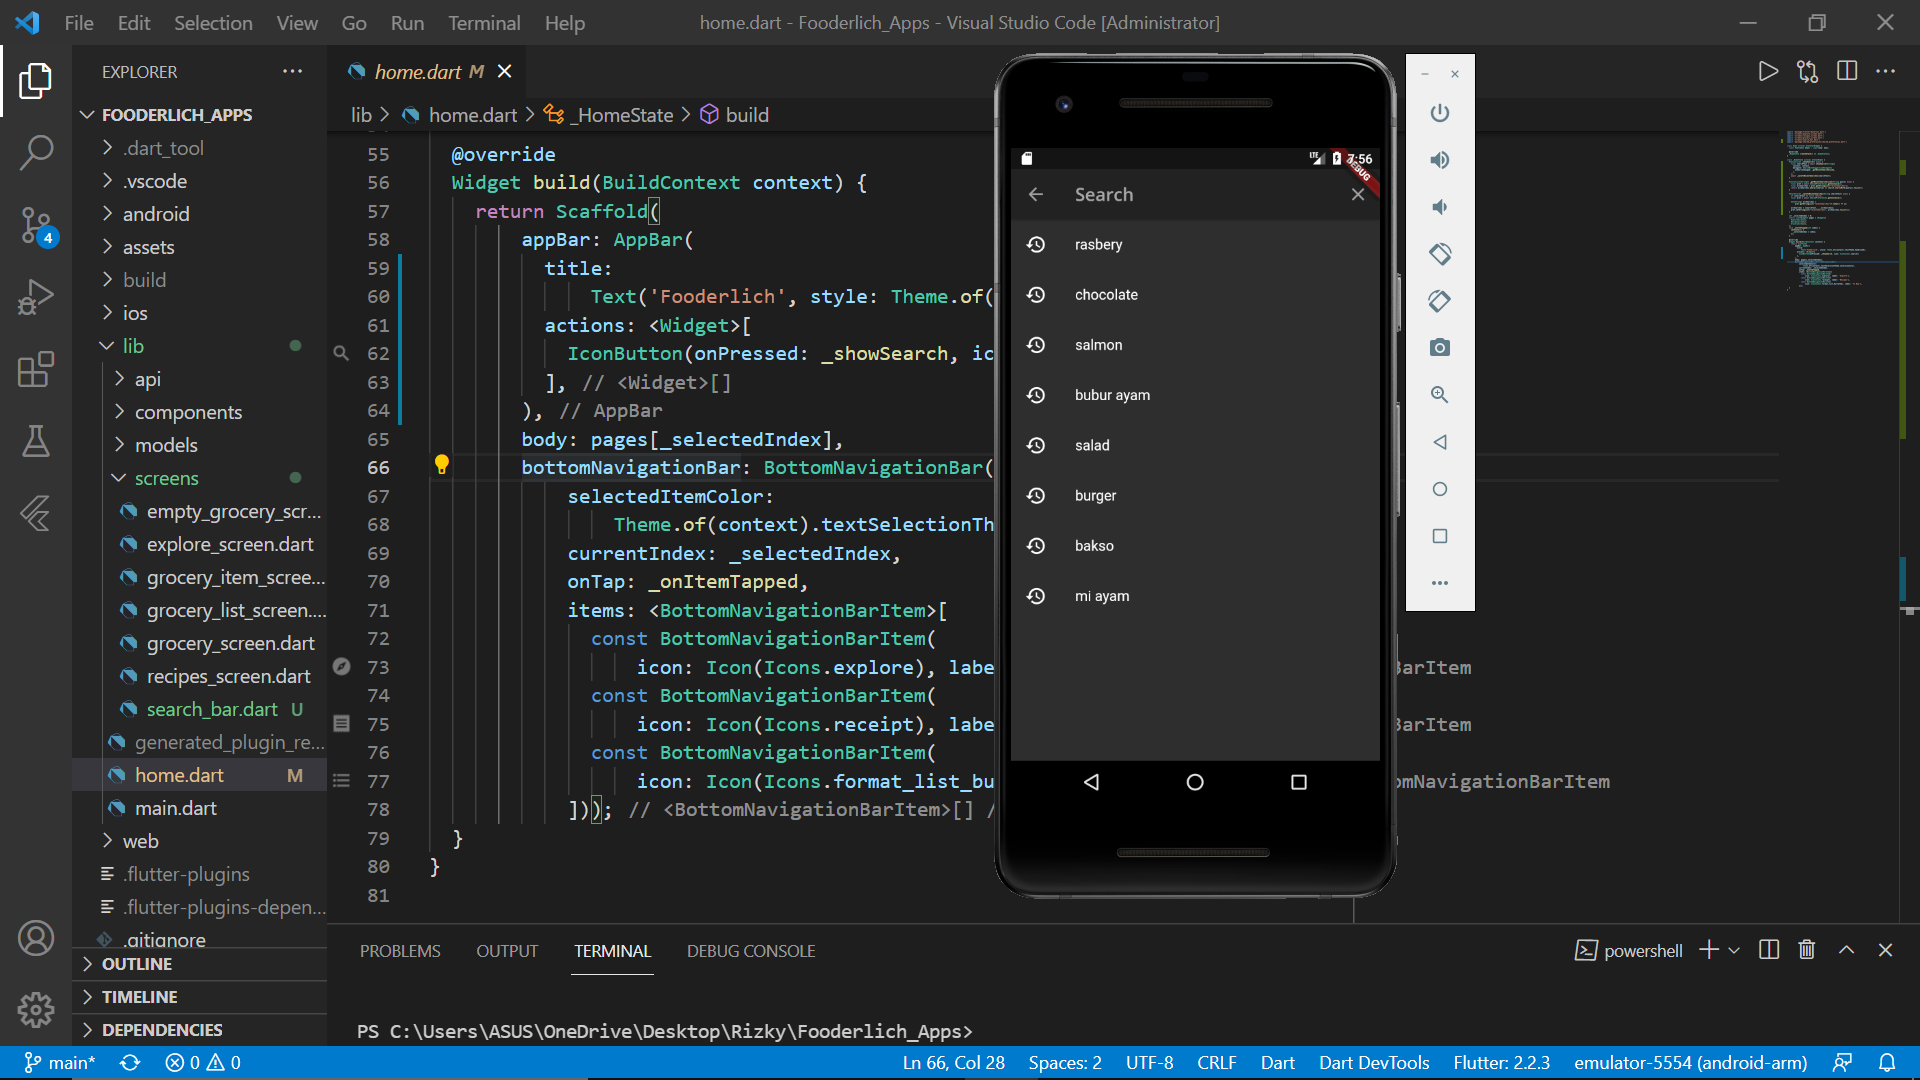 File Edit Selection View Go Run Terminal Help
home.dart - Fooderlich_Apps - Visual Studio Code [Administrator]
EXPLORER
FOODERLICH_APPS
.dart_tool
.vscode
android
assets
build
ios
lib
api
components
models
screens
empty_grocery_scr...
explore_screen.dart
grocery_item_scree...
grocery_list_screen....
grocery_screen.dart
recipes_screen.dart
search_bar.dart U
generated_plugin_re...
home.dart M
main.dart
web
.flutter-plugins
.flutter-plugins-depen...
.gitignore
OUTLINE
TIMELINE
DEPENDENCIES
4
home.dart M
lib > home.dart > _HomeState > build
55 @override
56 Widget build(BuildContext context) {
57 return Scaffold(
58 appBar: AppBar(
59 title:
60 Text('Fooderlich', style: Theme.of(
61 actions: <Widget>[
62 IconButton(onPressed: _showSearch, ic
63 ], // <Widget>[]
64 ), // AppBar
65 body: pages[_selectedIndex],
66 bottomNavigationBar: BottomNavigationBar(
67 selectedItemColor:
68 Theme.of(context).textSelectionTh
69 currentIndex: _selectedIndex,
70 onTap: _onItemTapped,
71 items: <BottomNavigationBarItem>[
72 const BottomNavigationBarItem(
73 icon: Icon(Icons.explore), labe
BarItem
74 const BottomNavigationBarItem(
75 icon: Icon(Icons.receipt), labe
BarItem
76 const BottomNavigationBarItem(
77 icon: Icon(Icons.format_list_bu
omNavigationBarItem
78 ])); // <BottomNavigationBarItem>[] /
79 }
80 }
81
LTE 7:56
DEBUG
Search
rasbery
chocolate
salmon
bubur ayam
salad
burger
bakso
mi ayam
PROBLEMS OUTPUT TERMINAL DEBUG CONSOLE
powershell
PS C:\Users\ASUS\OneDrive\Desktop\Rizky\Fooderlich_Apps>
main* 0 0
Ln 66, Col 28 Spaces: 2 UTF-8 CRLF Dart Dart DevTools Flutter: 2.2.3 emulator-5554 (android-arm)